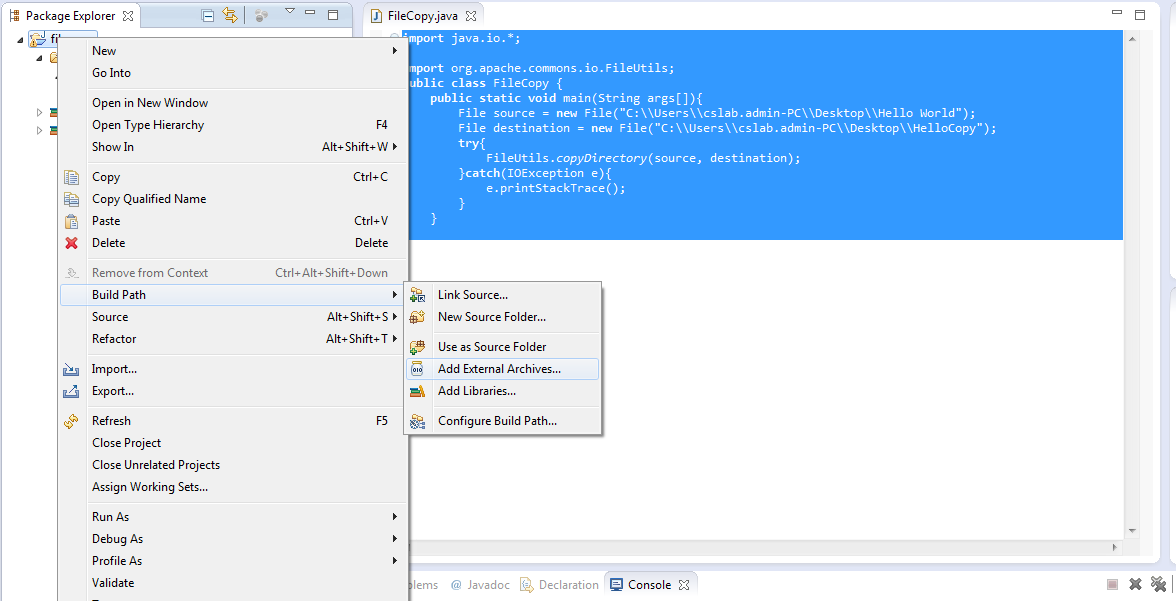 Package Explorer
FileCopy.java
import java.io.*;
import org.apache.commons.io.FileUtils;
public class FileCopy {
public static void main(String args[]){
File source = new File("C:\\Users\\cslab.admin-PC\\Desktop\\Hello World");
File destination = new File("C:\\Users\\cslab.admin-PC\\Desktop\\HelloCopy");
try{
FileUtils.copyDirectory(source, destination);
}catch(IOException e){
e.printStackTrace();
}
}
New
Go Into
Open in New Window
Open Type Hierarchy F4
Show In Alt+Shift+W
Copy Ctrl+C
Copy Qualified Name
Paste Ctrl+V
Delete Delete
Remove from Context Ctrl+Alt+Shift+Down
Build Path
Source Alt+Shift+S
Refactor Alt+Shift+T
Import...
Export...
Refresh F5
Close Project
Close Unrelated Projects
Assign Working Sets...
Run As
Debug As
Profile As
Validate
Link Source...
New Source Folder...
Use as Source Folder
Add External Archives...
Add Libraries...
Configure Build Path...
@ Javadoc
Declaration
Console